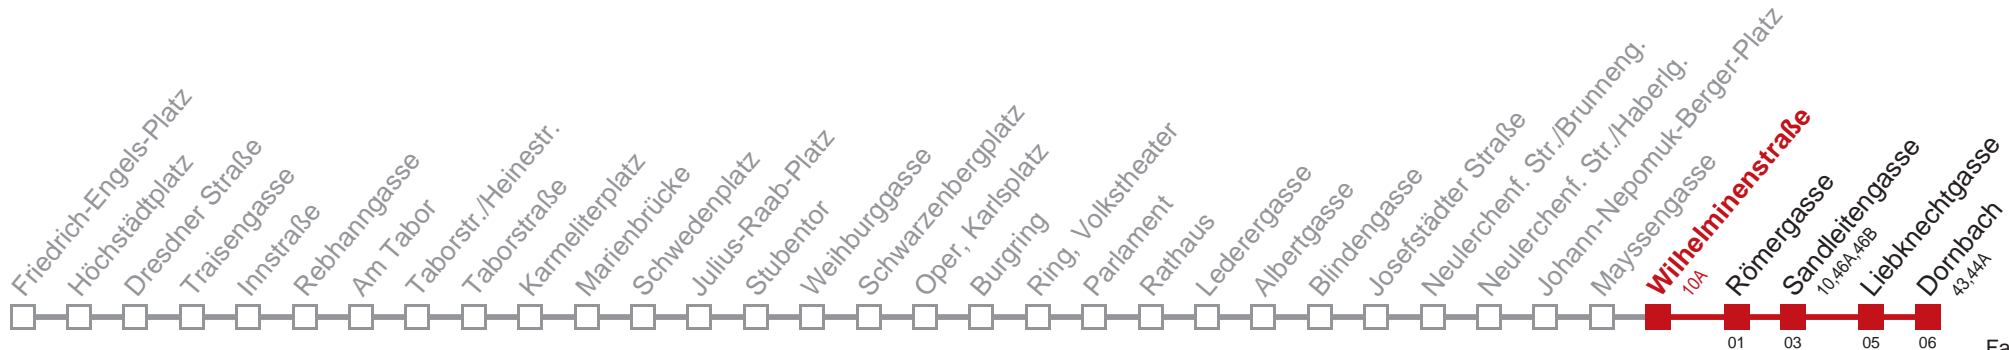 Friedrich-Engels-Platz
Höchstädtplatz
Dresdner Straße
Traisengasse
Innstraße
Rebhanngasse
Am Tabor
Taborstr./Heinestr.
Taborstraße
Karmeliterplatz
Marienbrücke
Schwedenplatz
Julius-Raab-Platz
Stubentor
Weihburggasse
Schwarzenbergplatz
Oper, Karlsplatz
Burgring
Ring, Volkstheater
Parlament
Rathaus
Lederergasse
Albertgasse
Blindengasse
Josefstädter Straße
Neulerchenf. Str./Brunneng.
Neulerchenf. Str./Haberlg.
Johann-Nepomuk-Berger-Platz
Mayssengasse
Wilhelminenstraße
10A
Römergasse
Sandleitengasse
10,46A,46B
Liebknechtgasse
Dornbach
43,44A
01 03 05 06